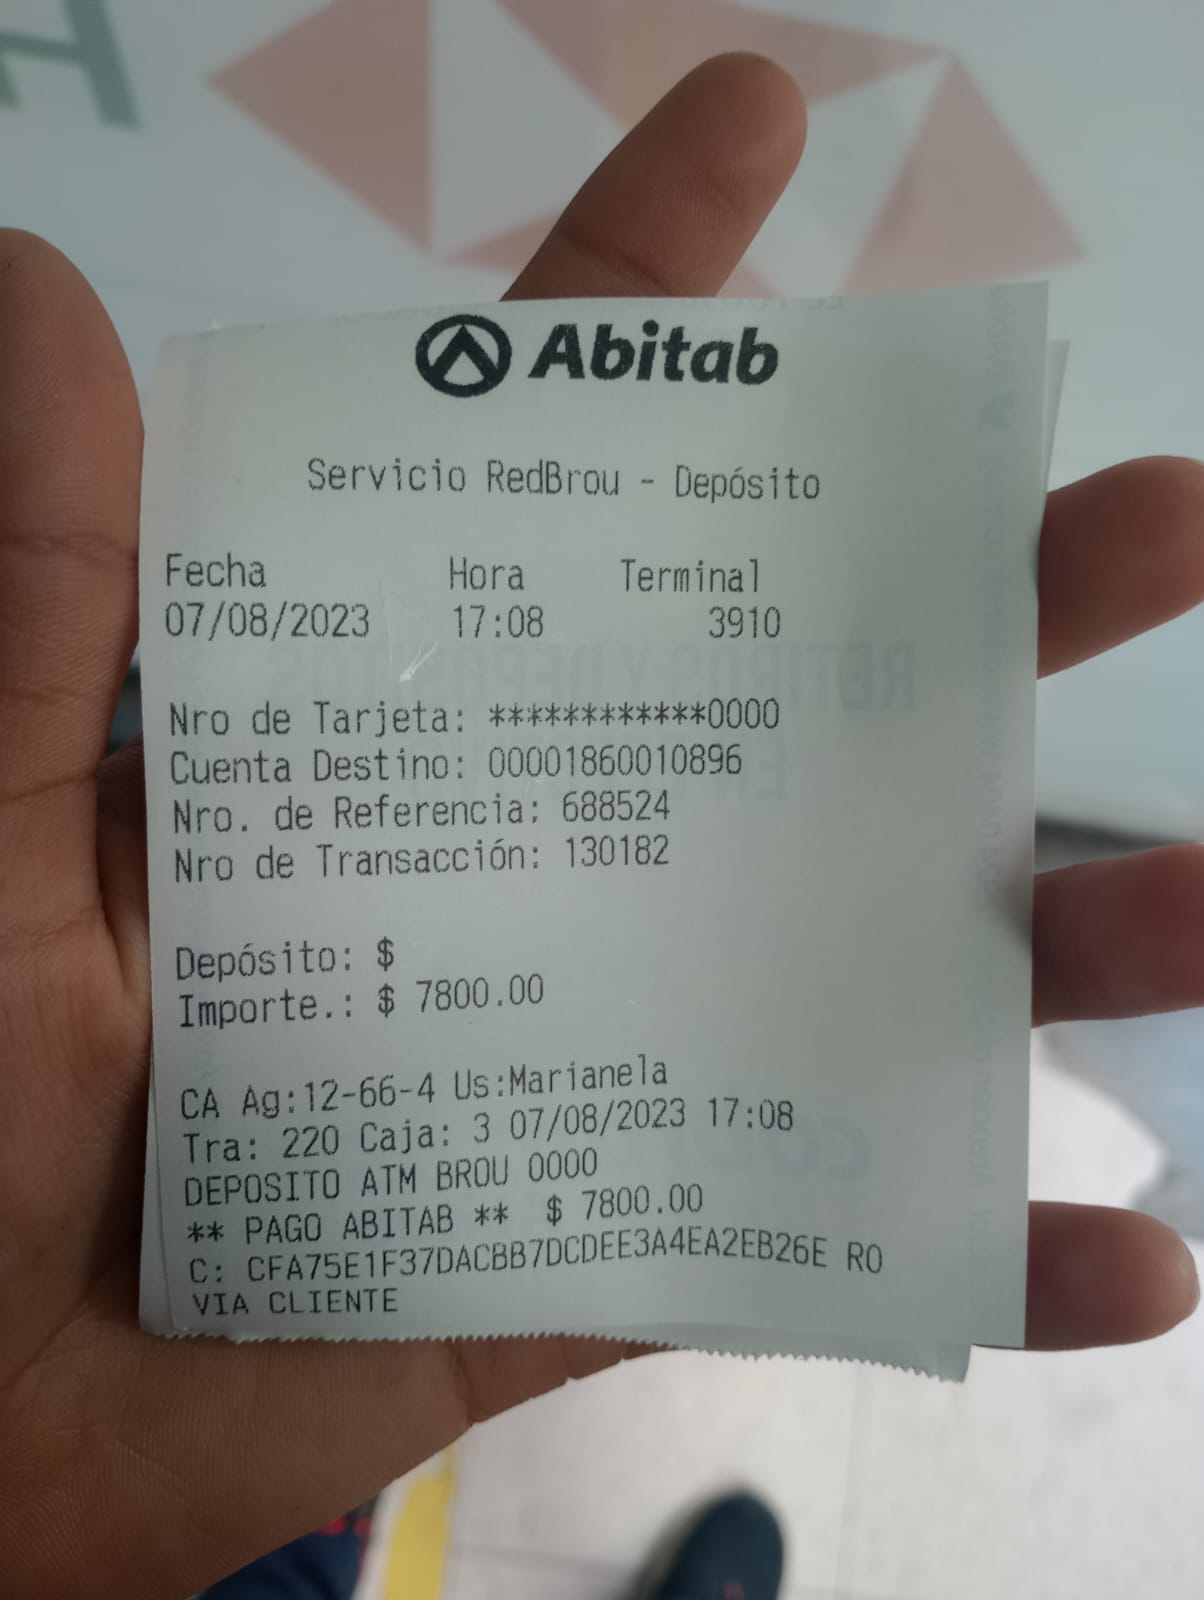 Abitab
Servicio RedBrou - Depósito
Fecha Hora Terminal
07/08/2023 17:08 3910
Nro de Tarjeta: ************0000
Cuenta Destino: 00001860010896
Nro. de Referencia: 688524
Nro de Transacción: 130182
Depósito: $
Importe.: $ 7800.00
CA Ag:12-66-4 Us:Marianela
Tra: 220 Caja: 3 07/08/2023 17:08
DEPOSITO ATM BROU 0000
** PAGO ABITAB ** $ 7800.00
C: CFA75E1F37DACBB7DCDEE3A4EA2EB26E RO
VIA CLIENTE